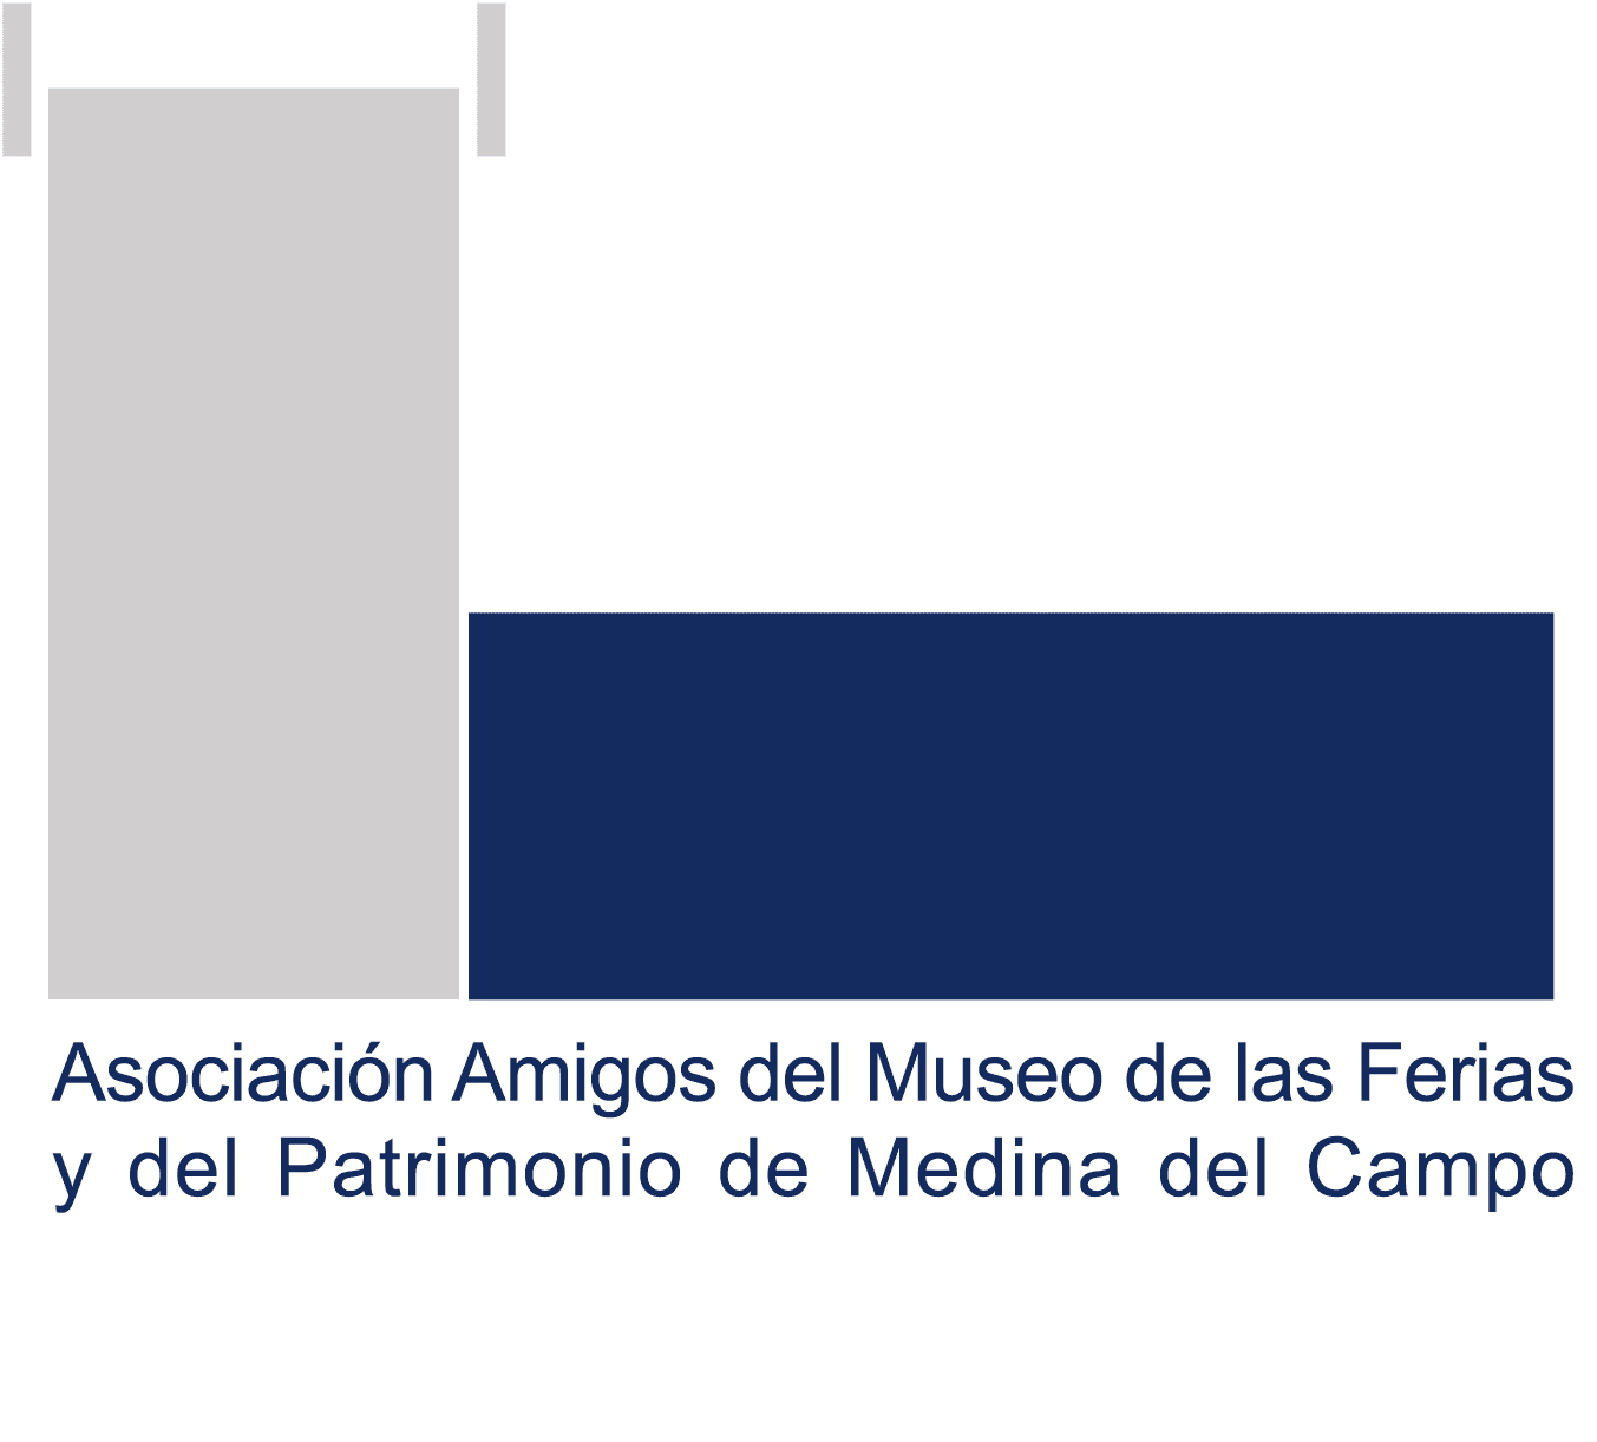 Asociación Amigos del Museo de las Ferias
y del Patrimonio de Medina del Campo